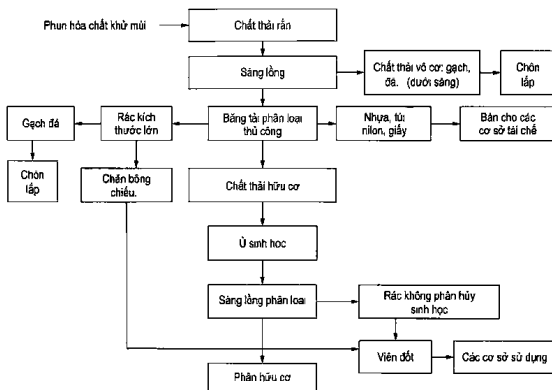 Phun hóa chất khử mùi
Chất thải rắn
Sàng lồng
Chất thải vô cơ: gạch,
đá. (dưới sàng)
Chôn
lấp
Gạch đá
Rác kích
thước lớn
Băng tải phân loại
thủ công
Nhựa, túi
nilon, giấy
Bán cho các
cơ sở tái chế
Chôn
lấp
Chăn bông
chiếu.
Chất thải hữu cơ
Ủ sinh học
Sàng lồng phân loại
Rác không phân hủy
sinh học
Viên đốt
Các cơ sở sử dụng
Phân hữu cơ